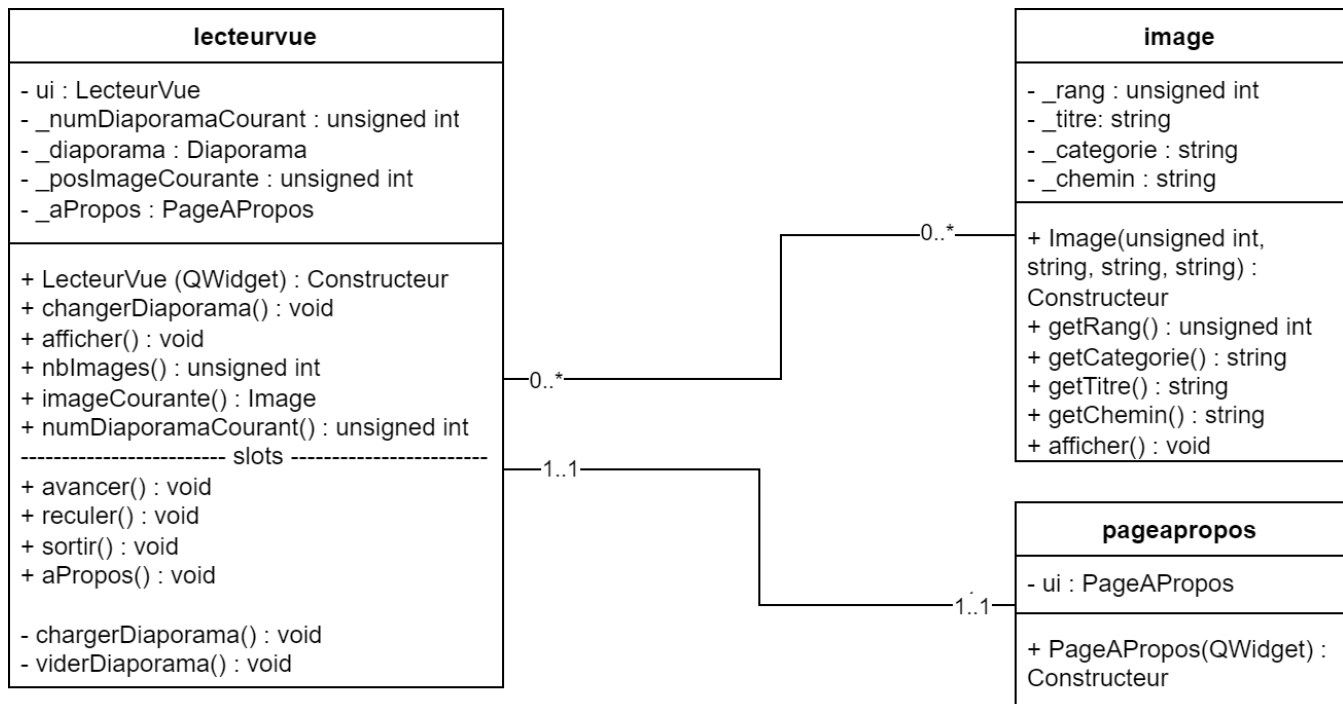 lecteurvue
- ui : LecteurVue
- _numDiaporamaCourant : unsigned int
- _diaporama : Diaporama
- _posImageCourante : unsigned int
- _aPropos : PageAPropos
+ LecteurVue (QWidget) : Constructeur
+ changerDiaporama() : void
+ afficher() : void
+ nbImages() : unsigned int
+ imageCourante() : Image
+ numDiaporamaCourant() : unsigned int
------------------------- slots ------------------------
+ avancer() : void
+ reculer() : void
+ sortir() : void
+ aPropos() : void
- chargerDiaporama() : void
- viderDiaporama() : void
0..*
0..*
1..1
1..1
image
- _rang : unsigned int
- _titre: string
- _categorie : string
- _chemin : string
+ Image(unsigned int,
string, string, string) :
Constructeur
+ getRang() : unsigned int
+ getCategorie() : string
+ getTitre() : string
+ getChemin() : string
+ afficher() : void
pageapropos
- ui : PageAPropos
+ PageAPropos(QWidget) :
Constructeur